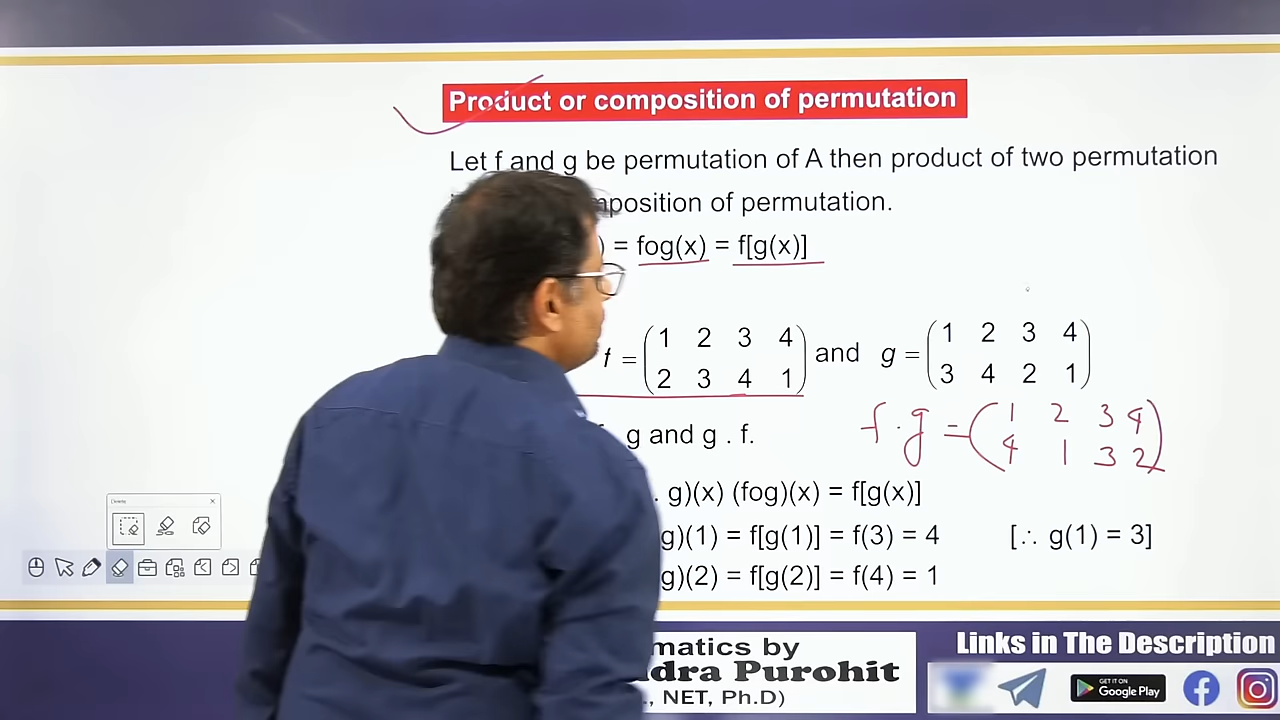 Product or composition of permutation
Let f and g be permutation of A then product of two permutation
position of permutation.
) = fog(x) = f[g(x)]
f = (1 2 3 4
2 3 4 1) and g = (1 2 3 4
3 4 2 1)
f . g = (1 2 3 4
4 1 3 2)
g and g . f.
. g)(x) (fog)(x) = f[g(x)]
g)(1) = f[g(1)] = f(3) = 4 [∴ g(1) = 3]
g)(2) = f[g(2)] = f(4) = 1
matics by
dra Purohit
., NET, Ph.D)
Links in The Description
GET IT ON
Google Play